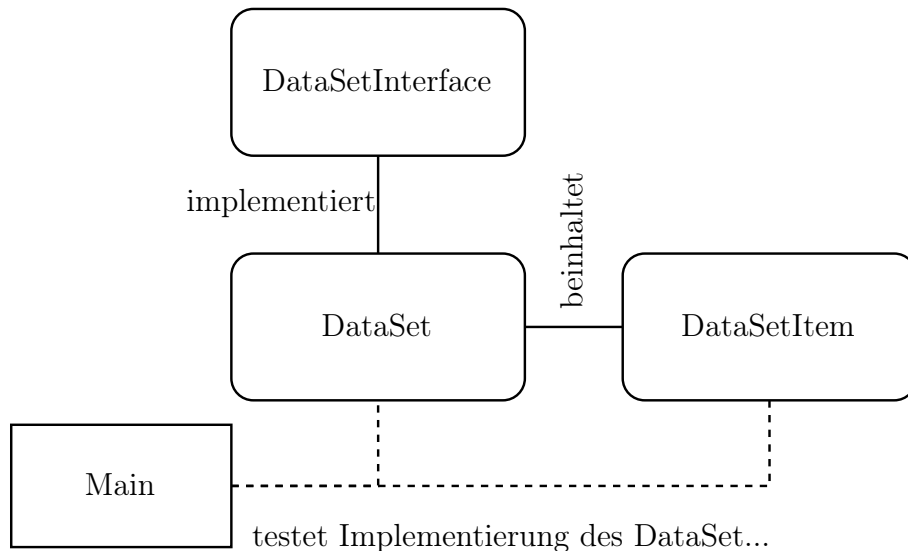 DataSetInterface
implementiert
beinhaltet
DataSet
DataSetItem
Main
testet Implementierung des DataSet...